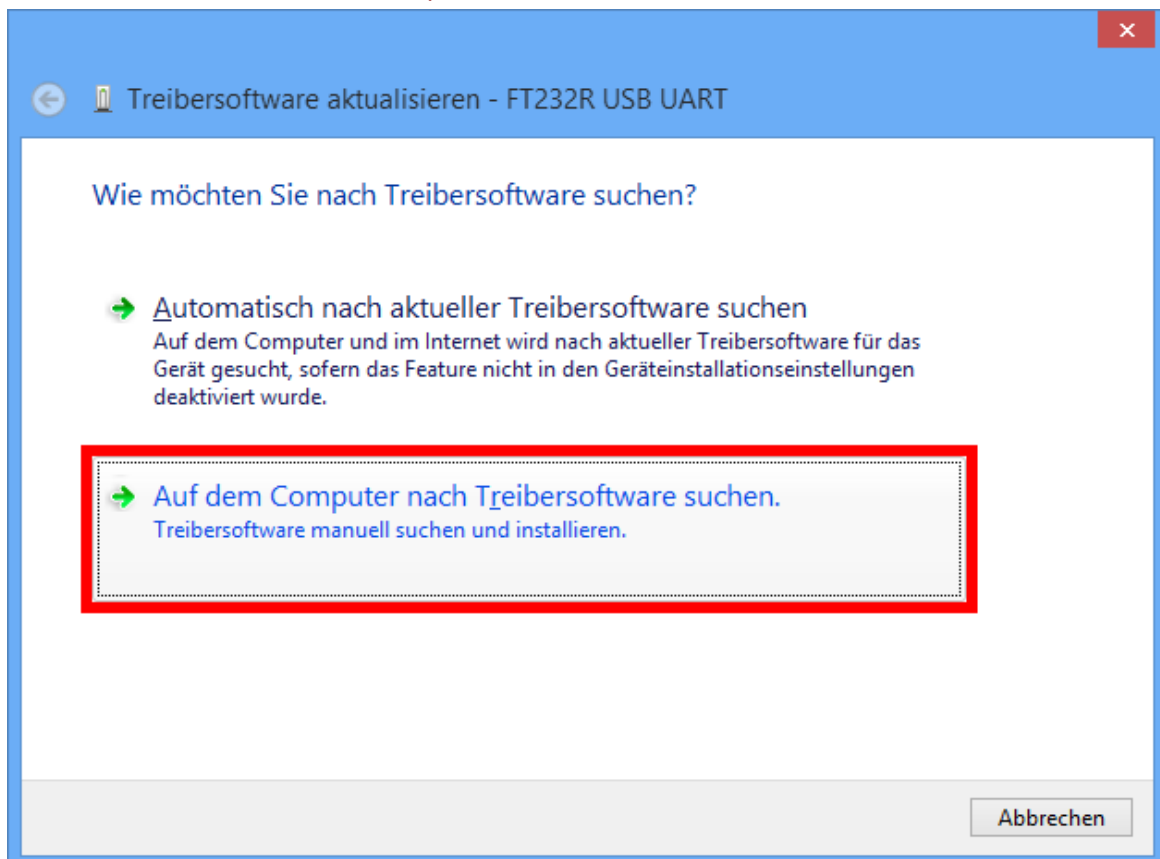 Treibersoftware aktualisieren - FT232R USB UART
Wie möchten Sie nach Treibersoftware suchen?
Automatisch nach aktueller Treibersoftware suchen
Auf dem Computer und im Internet wird nach aktueller Treibersoftware für das
Gerät gesucht, sofern das Feature nicht in den Geräteinstallationseinstellungen
deaktiviert wurde.
Auf dem Computer nach Treibersoftware suchen.
Treibersoftware manuell suchen und installieren.
Abbrechen